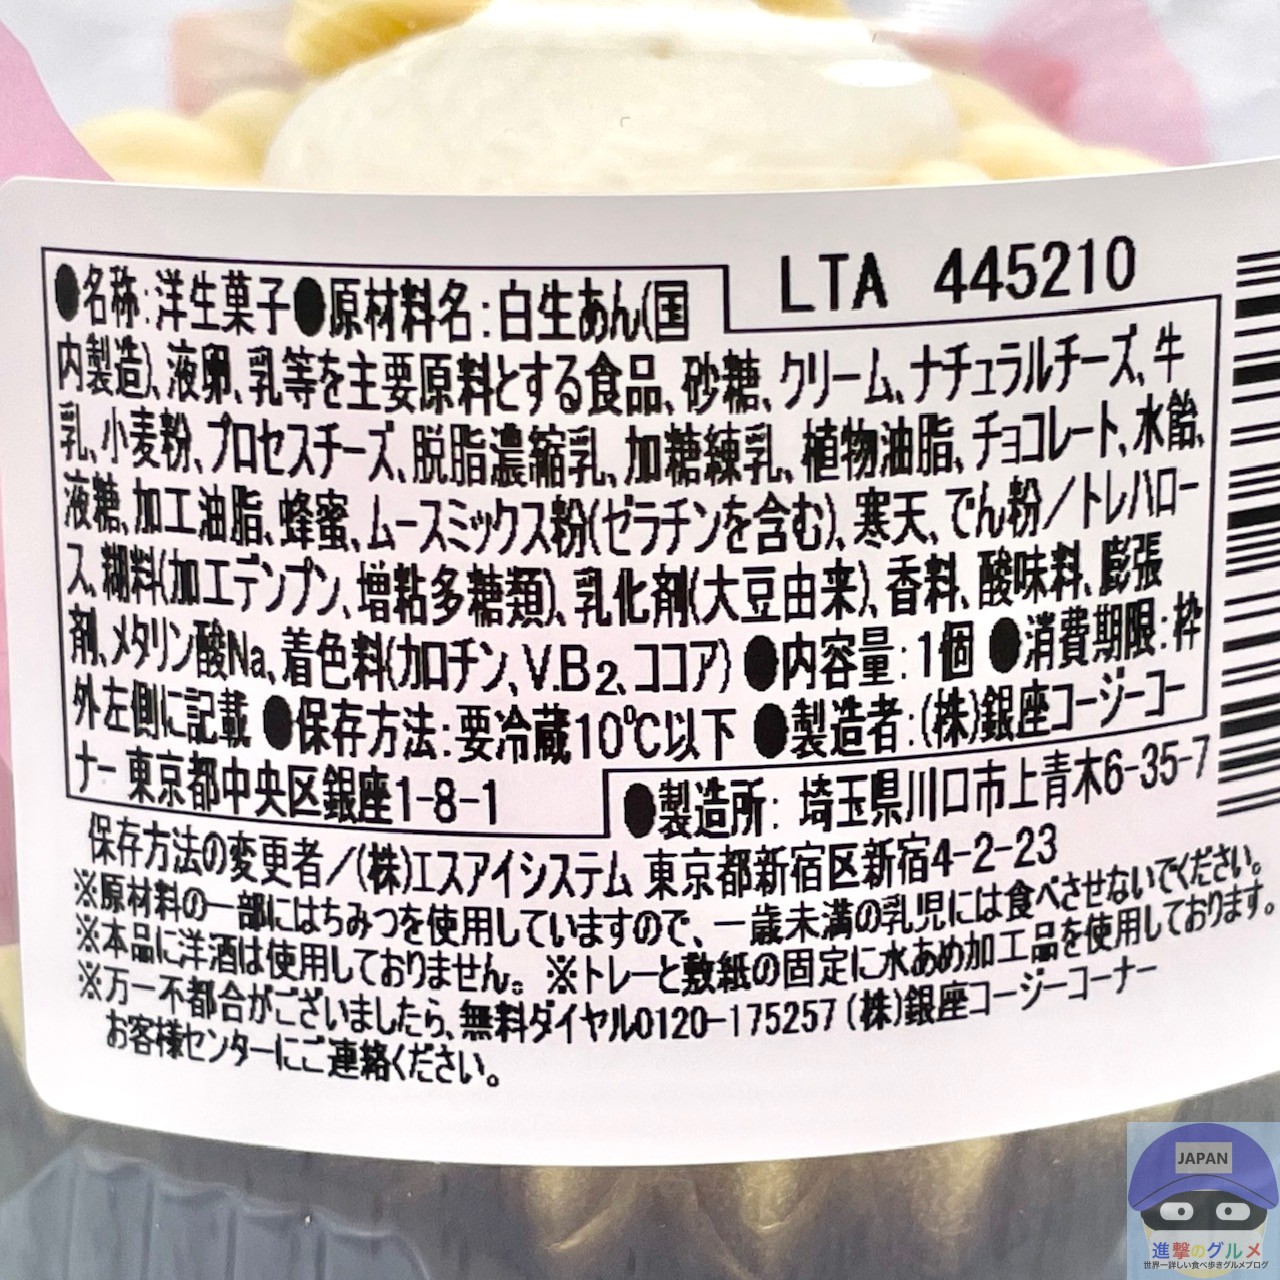 LTA 445210
●名称:洋生菓子●原材料名:白生あん(国
内製造)、液卵、乳等を主要原料とする食品、砂糖、クリーム、ナチュラルチーズ、牛
乳、小麦粉、プロセスチーズ、脱脂濃縮乳、加糖練乳、植物油脂、チョコレート、水飴、
液糖、加工油脂、蜂蜜、ムースミックス粉(ゼラチンを含む)、寒天、でん粉/トレハロー
ス、糊料(加工デンプン、増粘多糖類)、乳化剤(大豆由来)、香料、酸味料、膨張
剤、メタリン酸Na、着色料(カロチン、V.B2、ココア) ●内容量:1個 ●消費期限:枠
外左側に記載 ●保存方法:要冷蔵10℃以下 ●製造者:(株)銀座コージーコー
ナー 東京都中央区銀座1-8-1
●製造所: 埼玉県川口市上青木6-35-7
保存方法の変更者/(株)エスアイシステム 東京都新宿区新宿4-2-23
※原材料の一部にはちみつを使用していますので、一歳未満の乳児には食べさせないでください。
※本品に洋酒は使用しておりません。※トレーと敷紙の固定に水あめ加工品を使用しております。
※万一不都合がございましたら、無料ダイヤル0120-175257(株)銀座コージーコーナー
お客様センターにご連絡ください。
JAPAN
進撃のグルメ
世界一詳しい食べ歩きグルメブログ